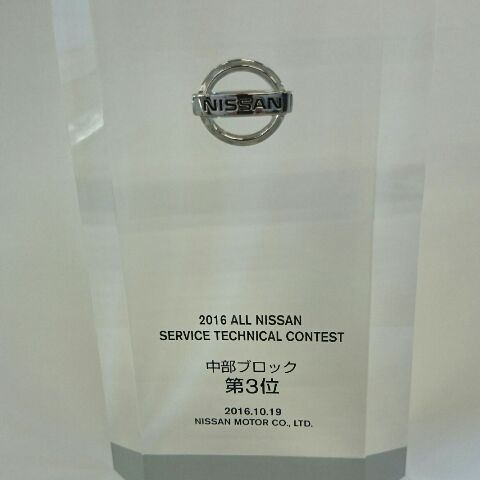 NISSAN
2016 ALL NISSAN
SERVICE TECHNICAL CONTEST
中部ブロック
第3位
2016.10.19
NISSAN MOTOR CO., LTD.